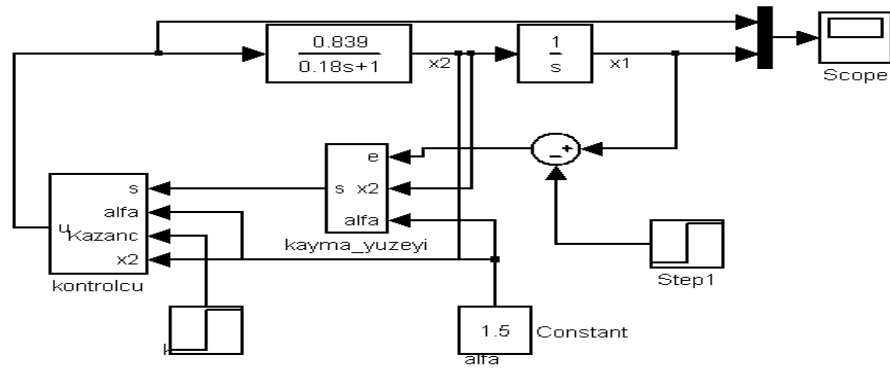 0.839
0.18s+1
x2
1
s
x1
Scope
e
s x2
alfa
kayma_yuzeyi
s
alfa
u
Kazanc
x2
kontrolcu
Step1
k
1.5
Constant
alfa